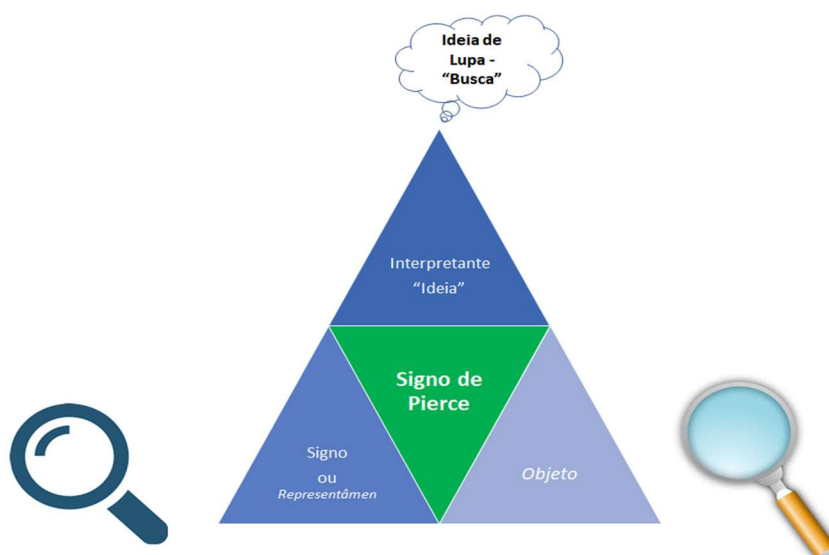 Ideia de
Lupa -
“Busca”
Interpretante
“Ideia”
Signo de
Pierce
Signo
ou
Representâmen
Objeto